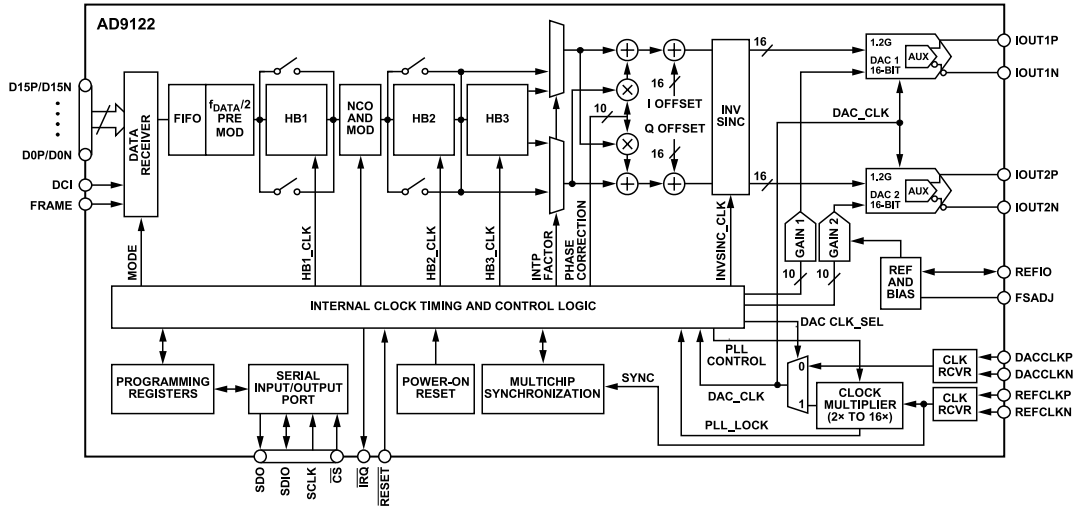 AD9122
D15P/D15N
D0P/D0N
DCI
FRAME
DATA
RECEIVER
FIFO
fDATA/2
PRE
MOD
HB1
NCO
AND
MOD
HB2
HB3
16
I OFFSET
10
Q OFFSET
16
INV
SINC
16
16
1.2G
DAC 1
16-BIT
AUX
IOUT1P
IOUT1N
DAC_CLK
1.2G
DAC 2
16-BIT
AUX
IOUT2P
IOUT2N
GAIN 1
GAIN 2
10
10
REF
AND
BIAS
REFIO
FSADJ
MODE
HB1_CLK
HB2_CLK
HB3_CLK
INTP
FACTOR
PHASE
CORRECTION
INVSINC_CLK
INTERNAL CLOCK TIMING AND CONTROL LOGIC
DAC CLK_SEL
PLL
CONTROL
PROGRAMMING
REGISTERS
SERIAL
INPUT/OUTPUT
PORT
POWER-ON
RESET
MULTICHIP
SYNCHRONIZATION
SYNC
DAC_CLK
PLL_LOCK
0
1
CLOCK
MULTIPLIER
(2× TO 16×)
CLK
RCVR
CLK
RCVR
DACCLKP
DACCLKN
REFCLKP
REFCLKN
SDO
SDIO
SCLK
CS
IRQ
RESET